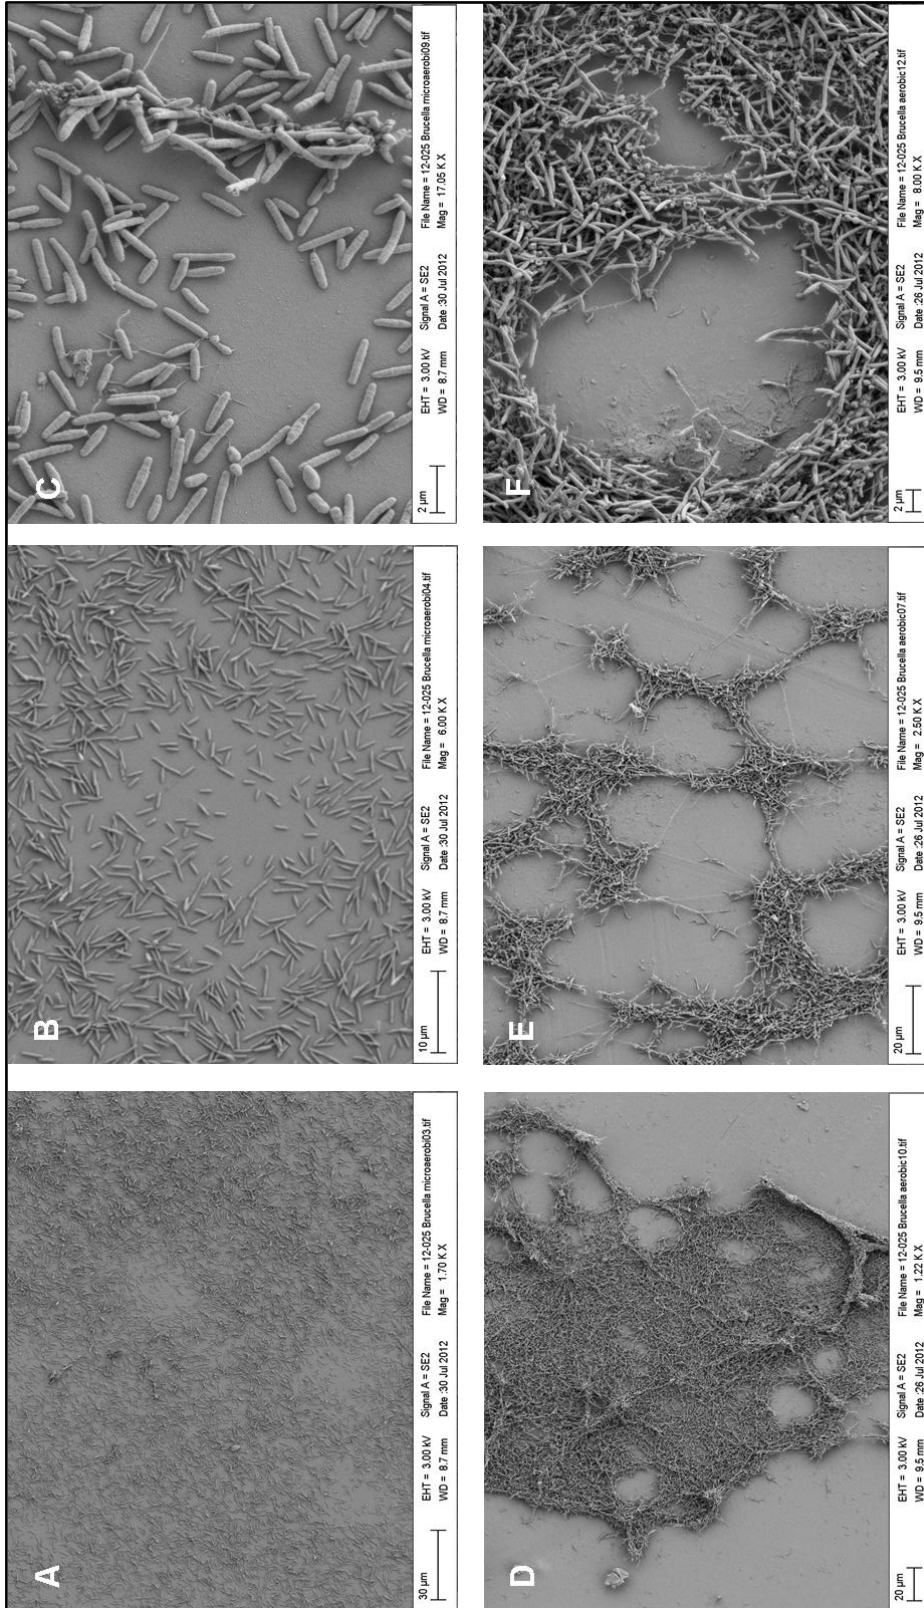 A
30 µm
EHT = 3.00 kV Signal A = SE2 File Name = 12-025 Brucella microaerobi03.tif
WD = 8.7 mm Date :30 Jul 2012 Mag = 1.70 K X
B
10 µm
EHT = 3.00 kV Signal A = SE2 File Name = 12-025 Brucella microaerobi04.tif
WD = 8.7 mm Date :30 Jul 2012 Mag = 6.00 K X
C
2 µm
EHT = 3.00 kV Signal A = SE2 File Name = 12-025 Brucella microaerobi09.tif
WD = 8.7 mm Date :30 Jul 2012 Mag = 17.05 K X
D
20 µm
EHT = 3.00 kV Signal A = SE2 File Name = 12-025 Brucella aerobic10.tif
WD = 9.5 mm Date :26 Jul 2012 Mag = 1.22 K X
E
20 µm
EHT = 3.00 kV Signal A = SE2 File Name = 12-025 Brucella aerobic07.tif
WD = 9.5 mm Date :26 Jul 2012 Mag = 2.50 K X
F
2 µm
EHT = 3.00 kV Signal A = SE2 File Name = 12-025 Brucella aerobic12.tif
WD = 9.5 mm Date :26 Jul 2012 Mag = 8.00 K X